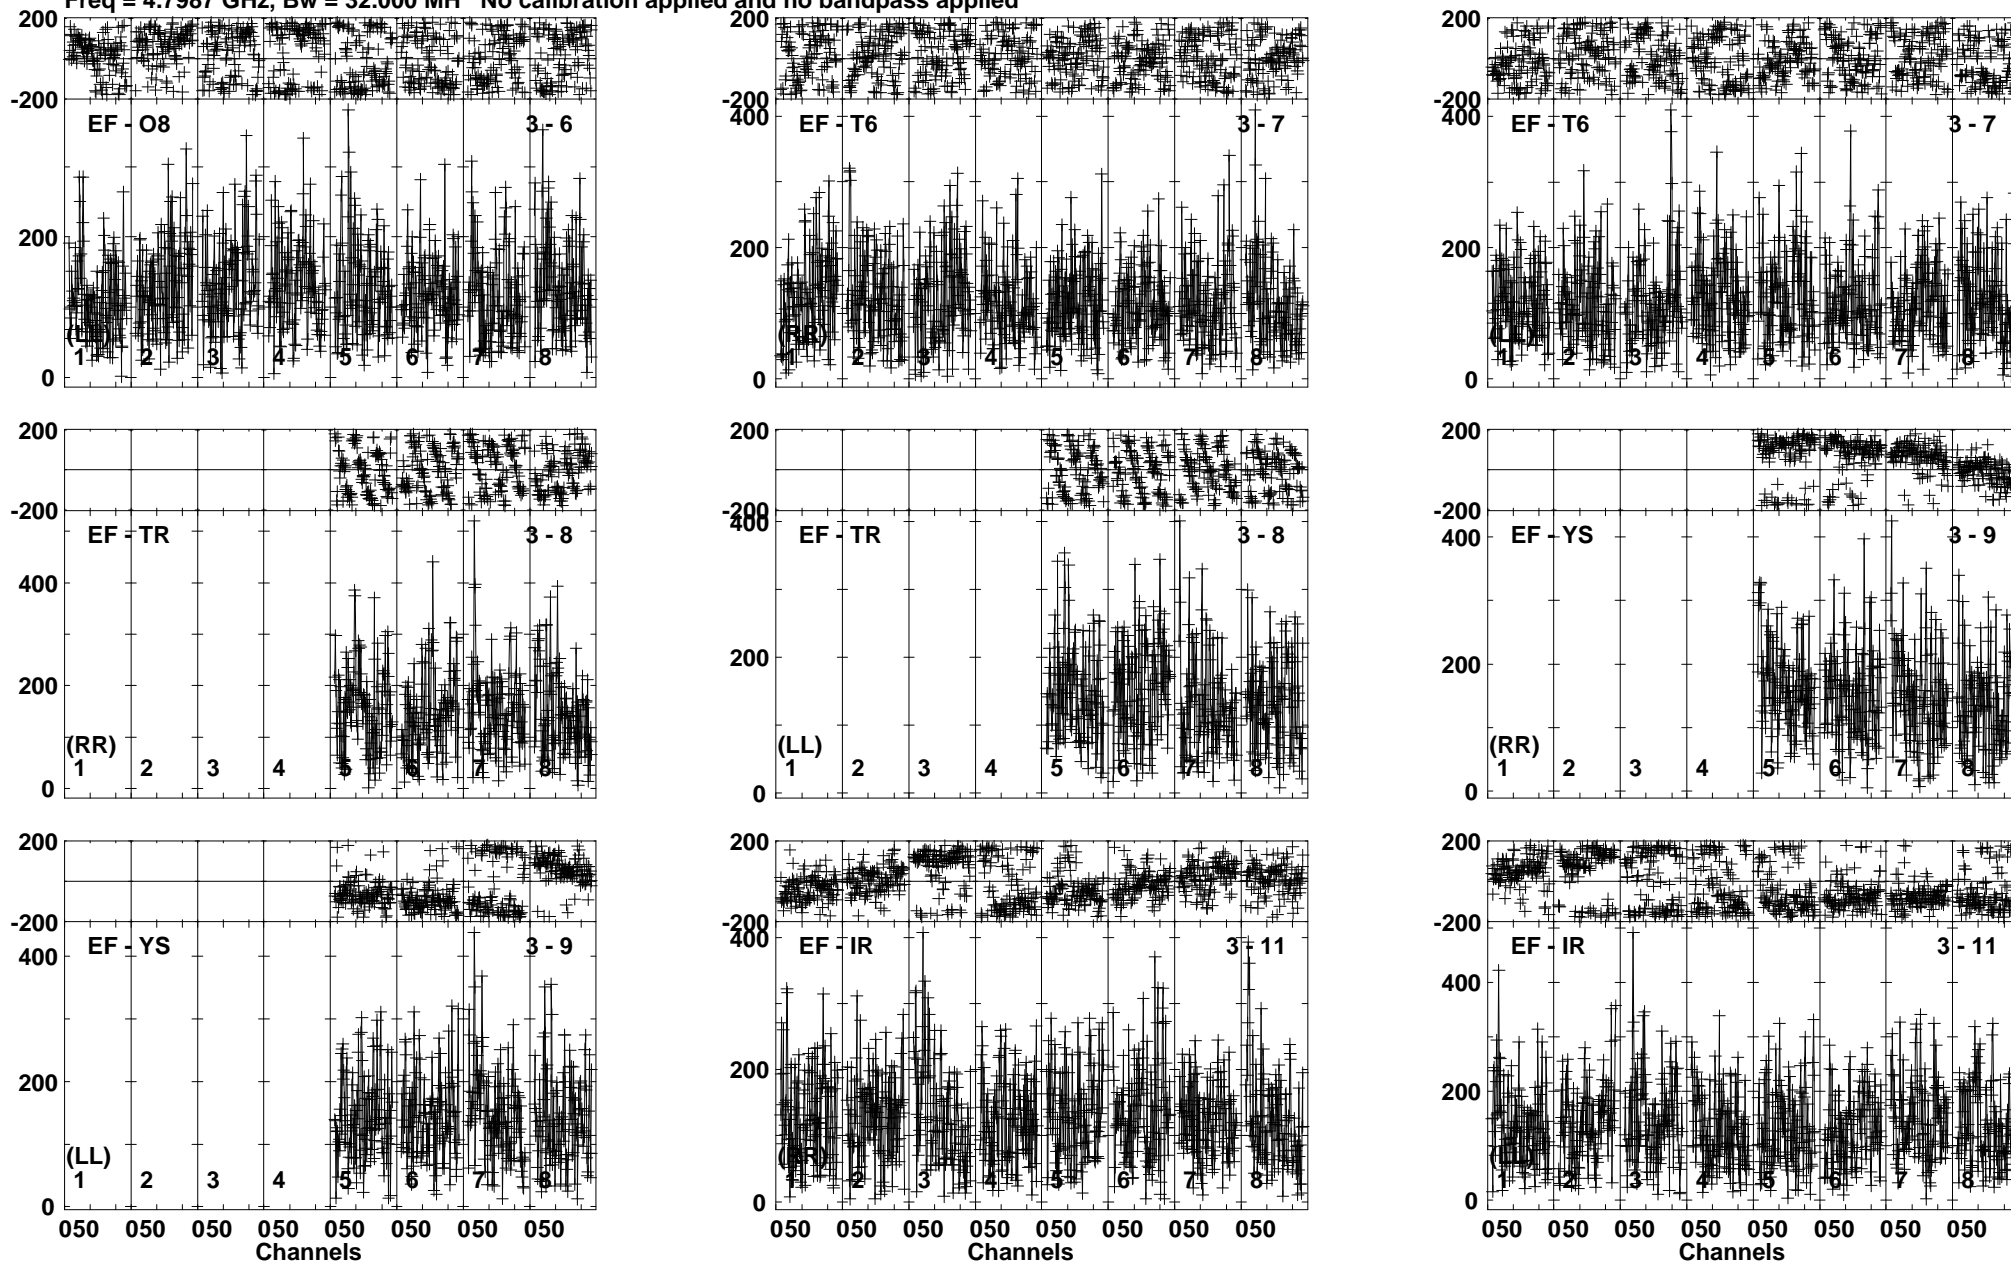 Freq = 4.7987 GHz, Bw = 32.000 MH No calibration applied and no bandpass applied
200 200 200
-200 -200 -200
EF - O8 3 - 6
400 EF - T6 3 - 7
400 EF - T6 3 - 7
200 200 200
(LL) (RR) (LL)
1 2 3 4 5 6 7 8
1 2 3 4 5 6 7 8
1 2 3 4 5 6 7 8
0 0 0
200 200 200
-200 -200 -200
EF - TR 3 - 8
400 EF - TR 3 - 8
EF - YS 3 - 9
400 400
200 200 200
(RR) (LL) (RR)
1 2 3 4 5 6 7 8
1 2 3 4 5 6 7 8
1 2 3 4 5 6 7 8
0 0 0
200 200 200
-200 -200 -200
EF - YS 3 - 9
400 EF - IR 3 - 11
EF - IR 3 - 11
400 400
200 200 200
(LL) (RR) (LL)
1 2 3 4 5 6 7 8
1 2 3 4 5 6 7 8
1 2 3 4 5 6 7 8
0 0 0
050 050 050 050 050 050 050 050
050 050 050 050 050 050 050 050
050 050 050 050 050 050 050 050
Channels Channels Channels